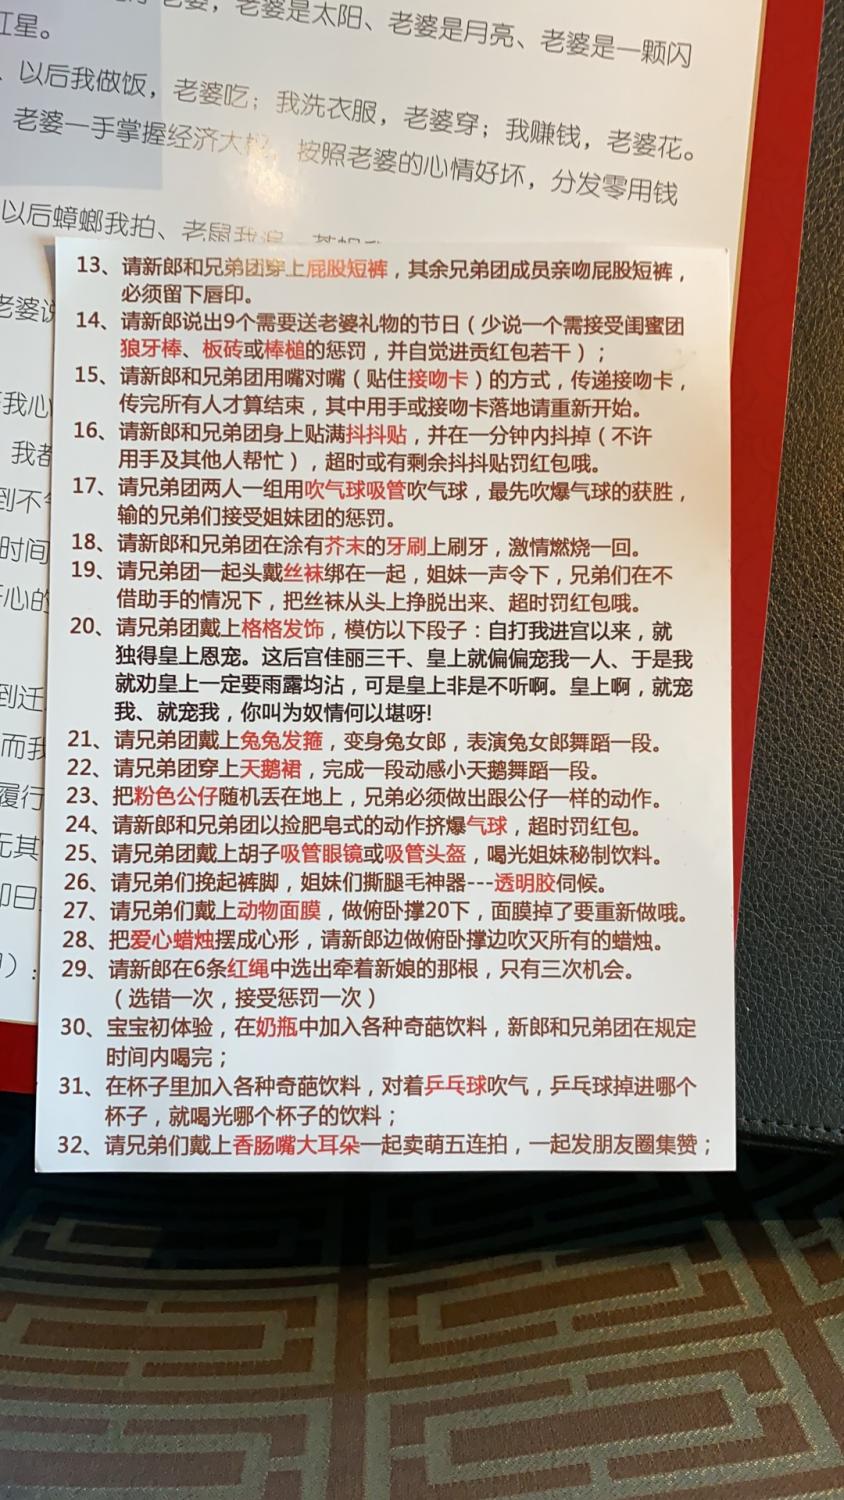 老婆，老婆是太阳、老婆是月亮、老婆是一颗闪
红星。
、以后我做饭，老婆吃；我洗衣服，老婆穿；我赚钱，老婆花。
老婆一手掌握经济大权，按照老婆的心情好坏，分发零用钱
以后蟑螂我拍、老鼠我
13、请新郎和兄弟团穿上屁股短裤，其余兄弟团成员亲吻屁股短裤，
必须留下唇印。
14、请新郎说出9个需要送老婆礼物的节日（少说一个需接受闺蜜团
狼牙棒、板砖或棒槌的惩罚，并自觉进贡红包若干）；
15、请新郎和兄弟团用嘴对嘴（贴住接吻卡）的方式，传递接吻卡，
传完所有人才算结束，其中用手或接吻卡落地请重新开始。
16、请新郎和兄弟团身上贴满抖抖贴，并在一分钟内抖掉（不许
用手及其他人帮忙），超时或有剩余抖抖贴罚红包哦。
17、请兄弟团两人一组用吹气球吸管吹气球，最先吹爆气球的获胜，
输的兄弟们接受姐妹团的惩罚。
18、请新郎和兄弟团在涂有芥末的牙刷上刷牙，激情燃烧一回。
19、请兄弟团一起头戴丝袜绑在一起，姐妹一声令下，兄弟们在不
借助手的情况下，把丝袜从头上挣脱出来、超时罚红包哦。
20、请兄弟团戴上格格发饰，模仿以下段子：自打我进宫以来，就
独得皇上恩宠。这后宫佳丽三千、皇上就偏偏宠我一人、于是我
就劝皇上一定要雨露均沾，可是皇上非是不听啊。皇上啊，就宠
我、就宠我，你叫为奴情何以堪呀!
21、请兄弟团戴上兔兔发箍，变身兔女郎，表演兔女郎舞蹈一段。
22、请兄弟团穿上天鹅裙，完成一段动感小天鹅舞蹈一段。
23、把粉色公仔随机丢在地上，兄弟必须做出跟公仔一样的动作。
24、请新郎和兄弟团以捡肥皂式的动作挤爆气球，超时罚红包。
25、请兄弟团戴上胡子吸管眼镜或吸管头盔，喝光姐妹秘制饮料。
26、请兄弟们挽起裤脚，姐妹们撕腿毛神器---透明胶伺候。
27、请兄弟们戴上动物面膜，做俯卧撑20下，面膜掉了要重新做哦。
28、把爱心蜡烛摆成心形，请新郎边做俯卧撑边吹灭所有的蜡烛。
29、请新郎在6条红绳中选出牵着新娘的那根，只有三次机会。
（选错一次，接受惩罚一次）
30、宝宝初体验，在奶瓶中加入各种奇葩饮料，新郎和兄弟团在规定
时间内喝完；
31、在杯子里加入各种奇葩饮料，对着乒乓球吹气，乒乓球掉进哪个
杯子，就喝光哪个杯子的饮料；
32、请兄弟们戴上香肠嘴大耳朵一起卖萌五连拍，一起发朋友圈集赞；
老婆说
我心
我都
到不
时间
心的
到迁
而我
履行
无其
却日
）：